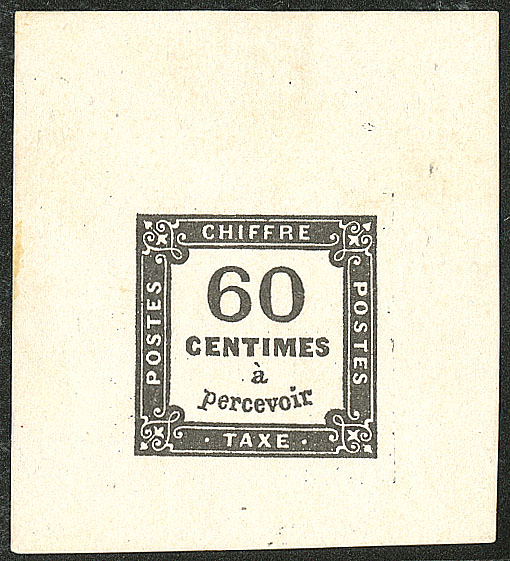 CHIFFRE
POSTES
60
CENTIMES
à
percevoir
POSTES
· TAXE ·